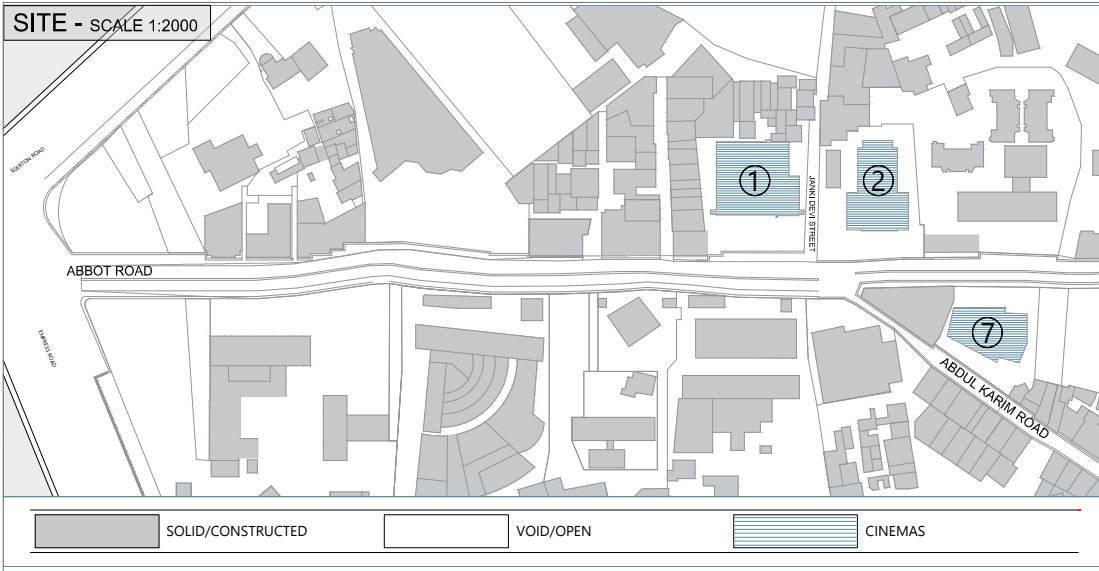 SITE - SCALE 1:2000
EGERTON ROAD
1
2
JANKI DEVI STREET
ABBOT ROAD
EMPRESS ROAD
7
ABDUL KARIM ROAD
SOLID/CONSTRUCTED
VOID/OPEN
CINEMAS